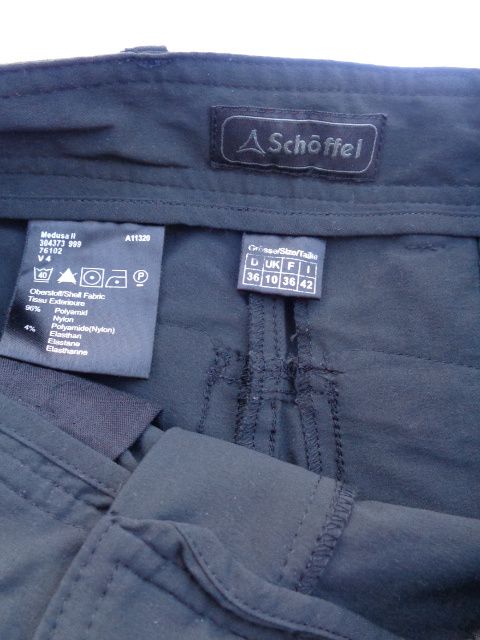 Schöffel
Medusa II
304373 999
76102
V 4
A11320
40
P
Oberstoff/Shell Fabric
Tissu Exterieure
96% Polyamid
Nylon
Polyamide(Nylon)
4% Elasthan
Elastane
Elasthanne
Grösse/Size/Taille
D UK F I
36 10 36 42